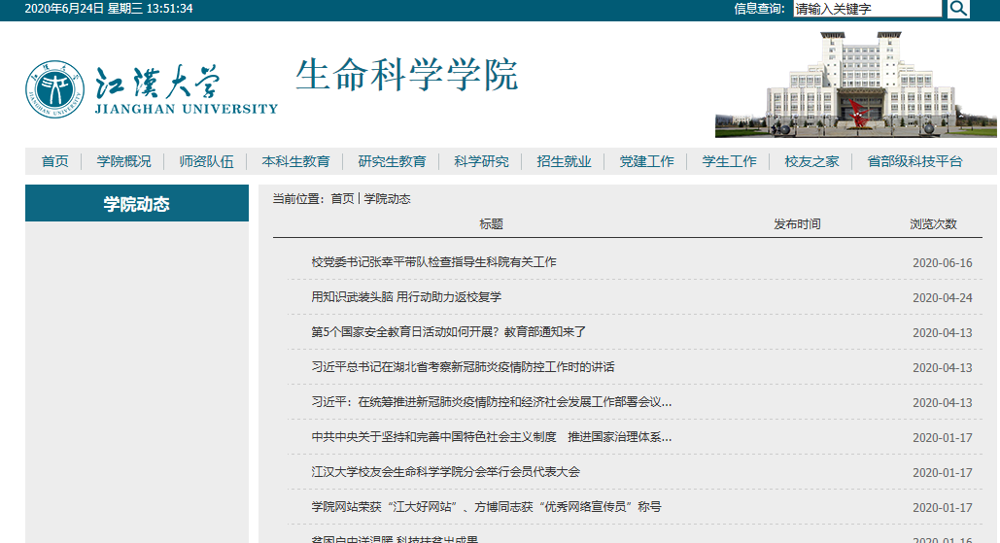 2020年6月24日 星期三 13:51:34
信息查询: 请输入关键字
江漢大学
JIANGHAN UNIVERSITY
生命科学学院
首页 学院概况 师资队伍 本科生教育 研究生教育 科学研究 招生就业 党建工作 学生工作 校友之家 省部级科技平台
学院动态
当前位置：首页 | 学院动态
标题 发布时间 浏览次数
校党委书记张幸平带队检查指导生科院有关工作 2020-06-16
用知识武装头脑 用行动助力返校复学 2020-04-24
第5个国家安全教育日活动如何开展？教育部通知来了 2020-04-13
习近平总书记在湖北省考察新冠肺炎疫情防控工作时的讲话 2020-04-13
习近平：在统筹推进新冠肺炎疫情防控和经济社会发展工作部署会议... 2020-04-13
中共中央关于坚持和完善中国特色社会主义制度　推进国家治理体系... 2020-01-17
江汉大学校友会生命科学学院分会举行会员代表大会 2020-01-17
学院网站荣获“江大好网站”、方博同志获“优秀网络宣传员”称号 2020-01-17
贫困户中送温暖 科技扶贫出成果 2020-01-16